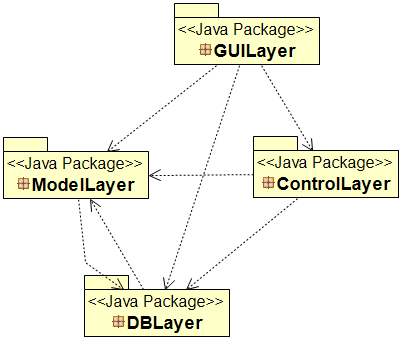 <<Java Package>>
GUILayer
<<Java Package>>
ModelLayer
<<Java Package>>
ControlLayer
<<Java Package>>
DBLayer